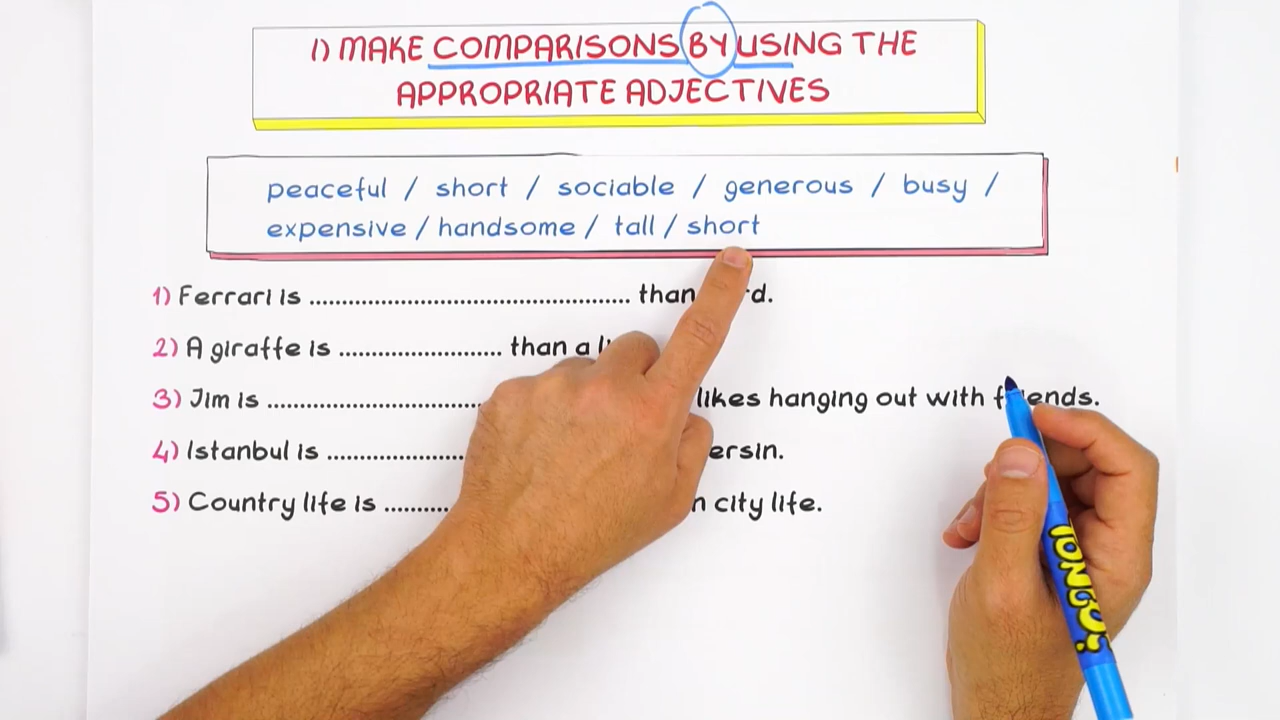 1) MAKE COMPARISONS BY USING THE
APPROPRIATE ADJECTIVES
peaceful / short / sociable / generous / busy /
expensive / handsome / tall / short
1) Ferrari is .................................................. than
2) A giraffe is ......................... than a
3) Jim is ................................. likes hanging out with friends.
4) Istanbul is .....................
5) Country life is .......... city life.
TONGUÇ